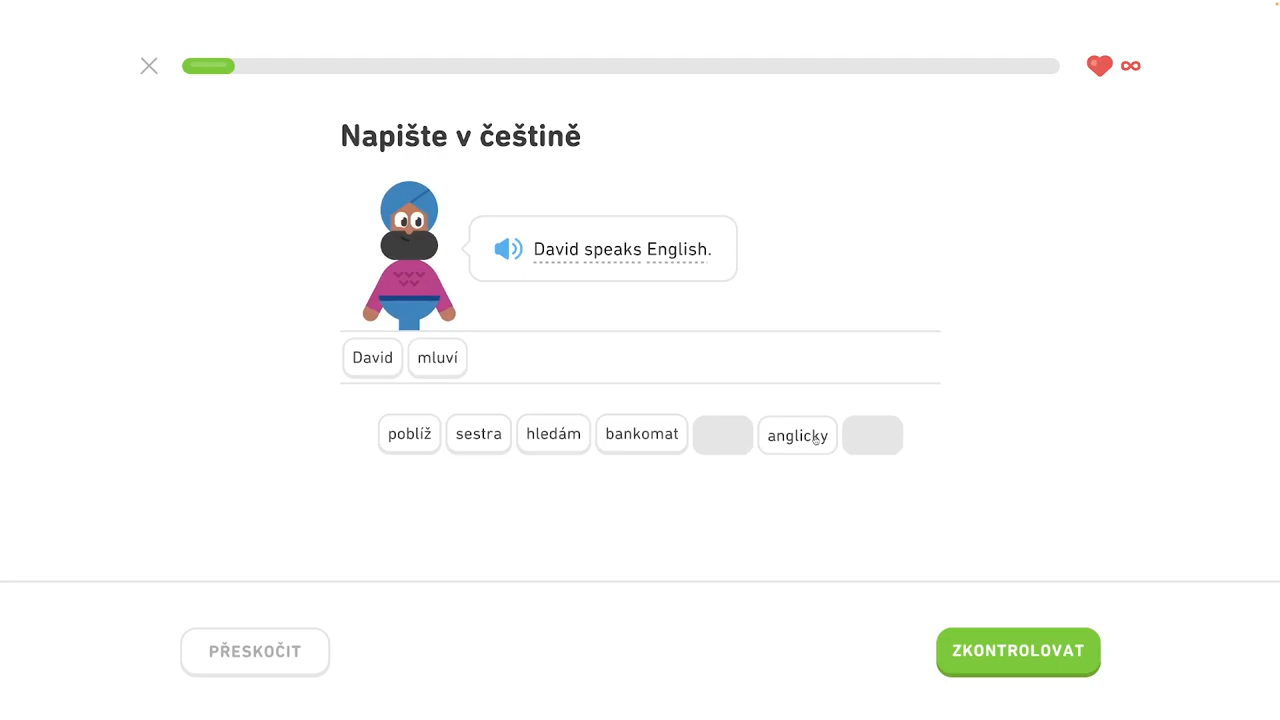 Napište v češtině
David speaks English.
David mluví
poblíž sestra hledám bankomat anglicky
PŘESKOČIT ZKONTROLOVAT